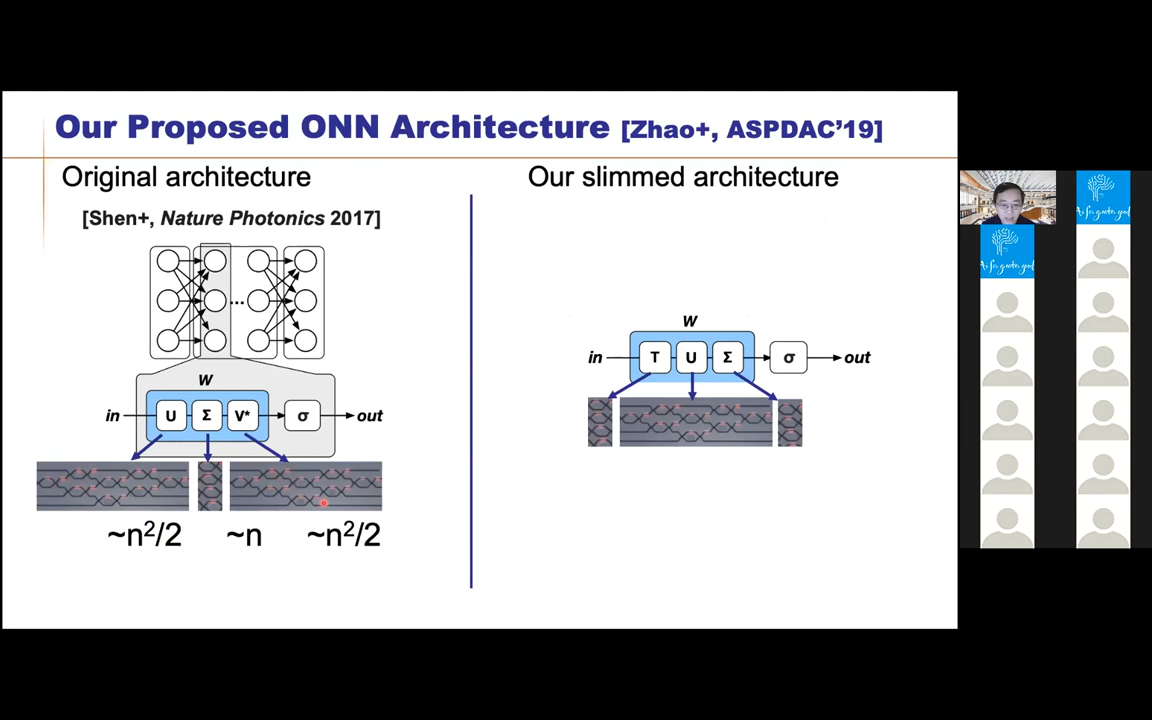 Our Proposed ONN Architecture [Zhao+, ASPDAC'19]
Original architecture
[Shen+, Nature Photonics 2017]
...
W
in U Σ V* σ out
~n²/2 ~n ~n²/2
Our slimmed architecture
W
in T U Σ σ out